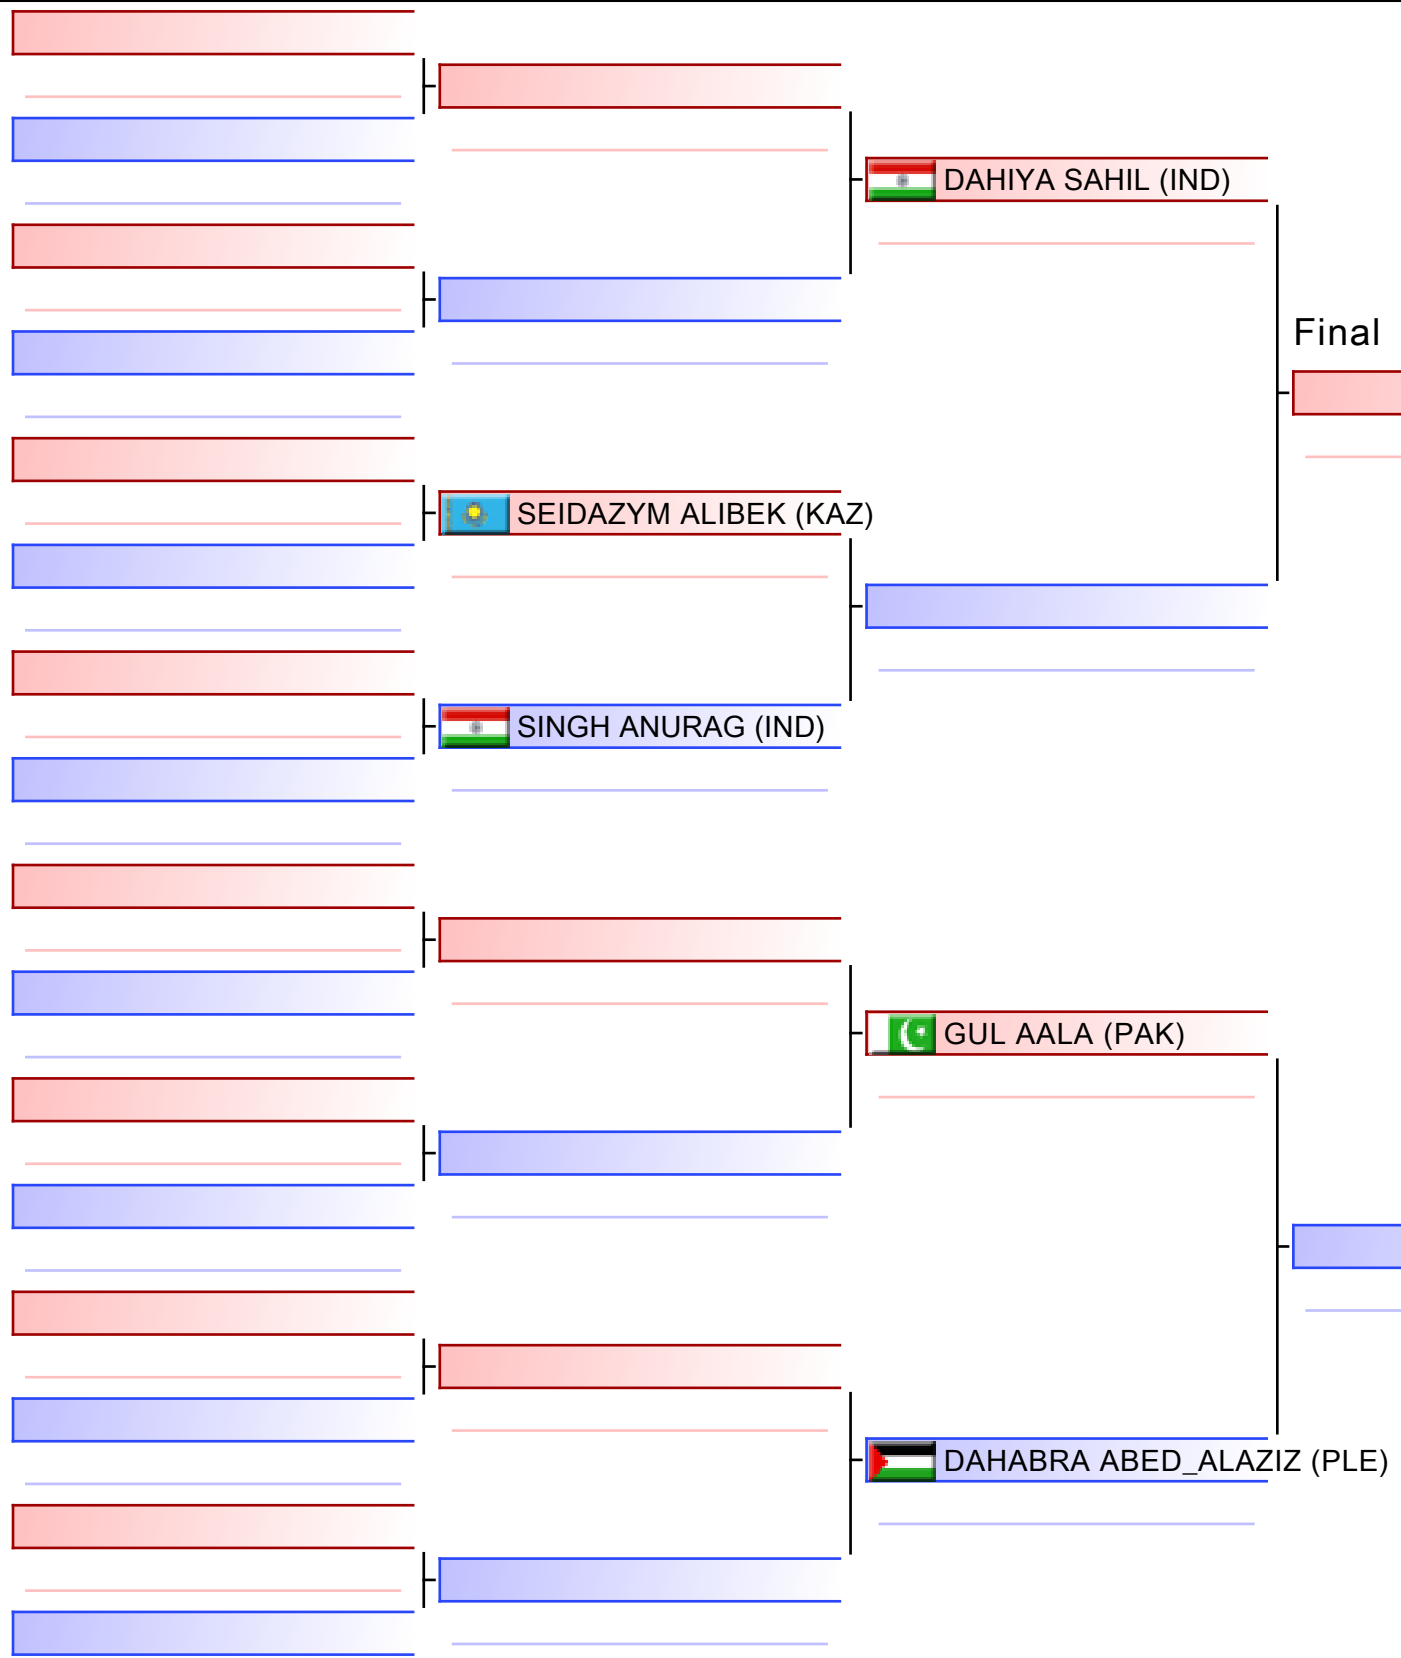 DAHIYA SAHIL (IND)
Final
SEIDAZYM ALIBEK (KAZ)
SINGH ANURAG (IND)
GUL AALA (PAK)
DAHABRA ABED_ALAZIZ (PLE)